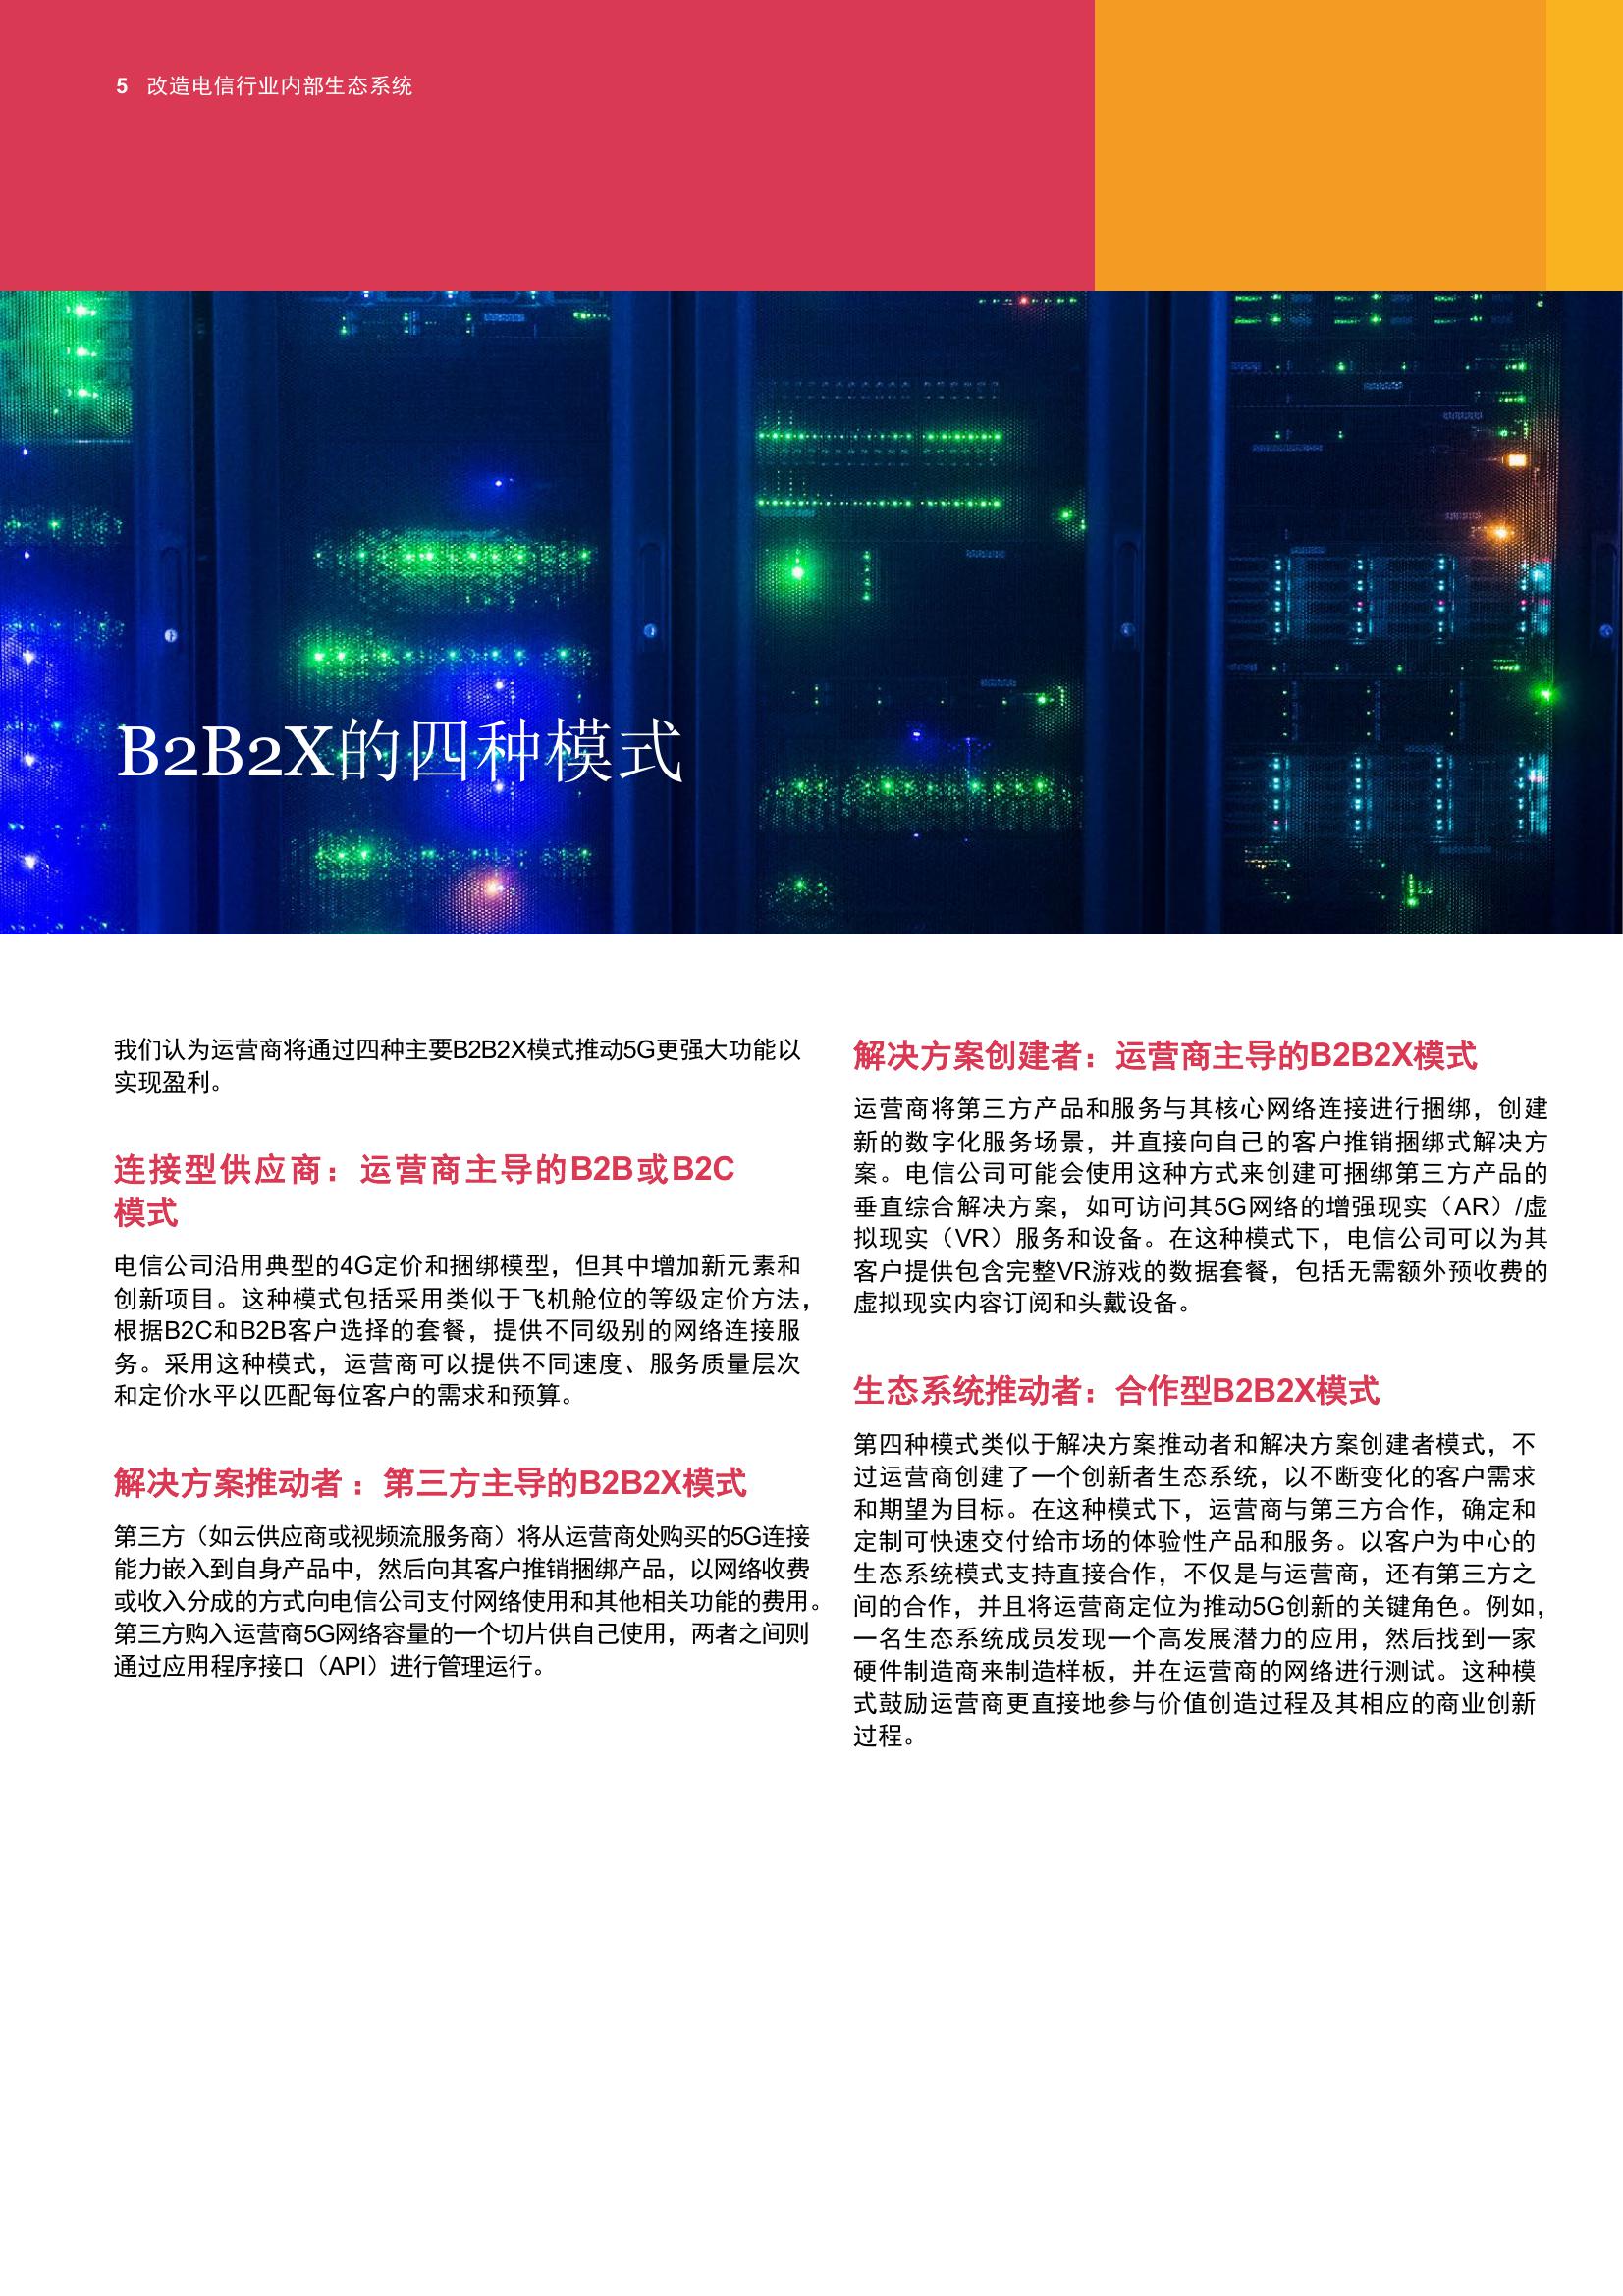 5 改造电信行业内部生态系统
B2B2X的四种模式
我们认为运营商将通过四种主要B2B2X模式推动5G更强大功能以
实现盈利。
连接型供应商：运营商主导的B2B或B2C
模式
电信公司沿用典型的4G定价和捆绑模型，但其中增加新元素和
创新项目。这种模式包括采用类似于飞机舱位的等级定价方法，
根据B2C和B2B客户选择的套餐，提供不同级别的网络连接服
务。采用这种模式，运营商可以提供不同速度、服务质量层次
和定价水平以匹配每位客户的需求和预算。
解决方案推动者 ：第三方主导的B2B2X模式
第三方（如云供应商或视频流服务商）将从运营商处购买的5G连接
能力嵌入到自身产品中，然后向其客户推销捆绑产品，以网络收费
或收入分成的方式向电信公司支付网络使用和其他相关功能的费用。
第三方购入运营商5G网络容量的一个切片供自己使用，两者之间则
通过应用程序接口（API）进行管理运行。
解决方案创建者：运营商主导的B2B2X模式
运营商将第三方产品和服务与其核心网络连接进行捆绑，创建
新的数字化服务场景，并直接向自己的客户推销捆绑式解决方
案。电信公司可能会使用这种方式来创建可捆绑第三方产品的
垂直综合解决方案，如可访问其5G网络的增强现实（AR）/虚
拟现实（VR）服务和设备。在这种模式下，电信公司可以为其
客户提供包含完整VR游戏的数据套餐，包括无需额外预收费的
虚拟现实内容订阅和头戴设备。
生态系统推动者：合作型B2B2X模式
第四种模式类似于解决方案推动者和解决方案创建者模式，不
过运营商创建了一个创新者生态系统，以不断变化的客户需求
和期望为目标。在这种模式下，运营商与第三方合作，确定和
定制可快速交付给市场的体验性产品和服务。以客户为中心的
生态系统模式支持直接合作，不仅是与运营商，还有第三方之
间的合作，并且将运营商定位为推动5G创新的关键角色。例如，
一名生态系统成员发现一个高发展潜力的应用，然后找到一家
硬件制造商来制造样板，并在运营商的网络进行测试。这种模
式鼓励运营商更直接地参与价值创造过程及其相应的商业创新
过程。